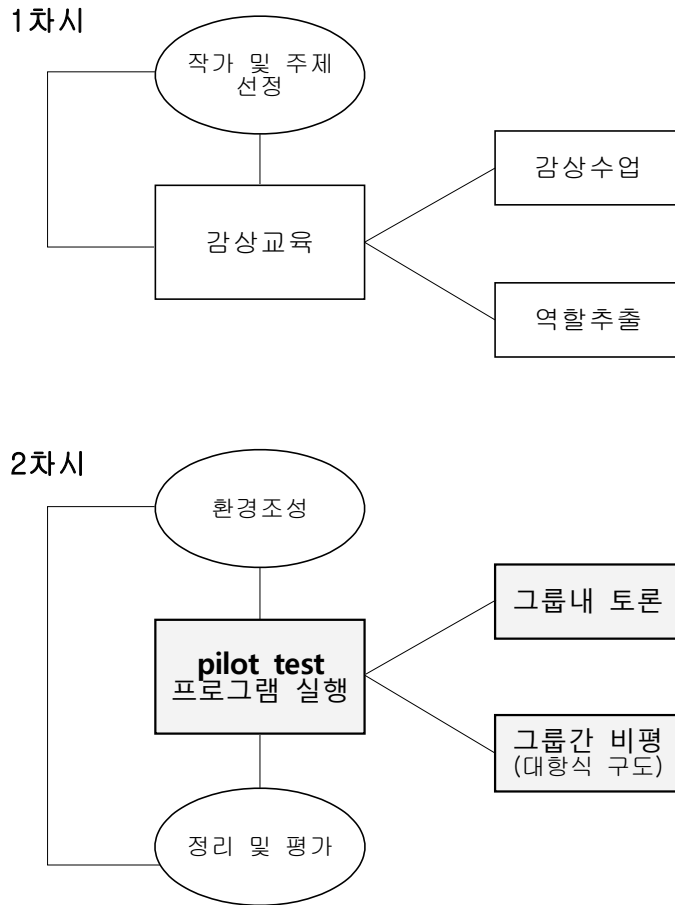 1차시
작가 및 주제
선정
감상교육
감상수업
역할추출
2차시
환경조성
pilot test
프로그램 실행
그룹내 토론
그룹간 비평
(대항식 구도)
정리 및 평가